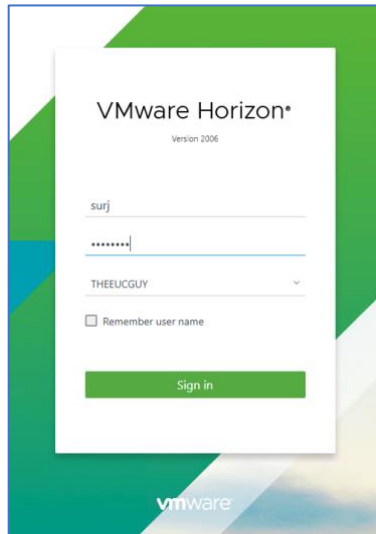 VMware Horizon®
Version 2006
surj
••••••••
THEEUCGUY
Remember user name
Sign in
vmware®